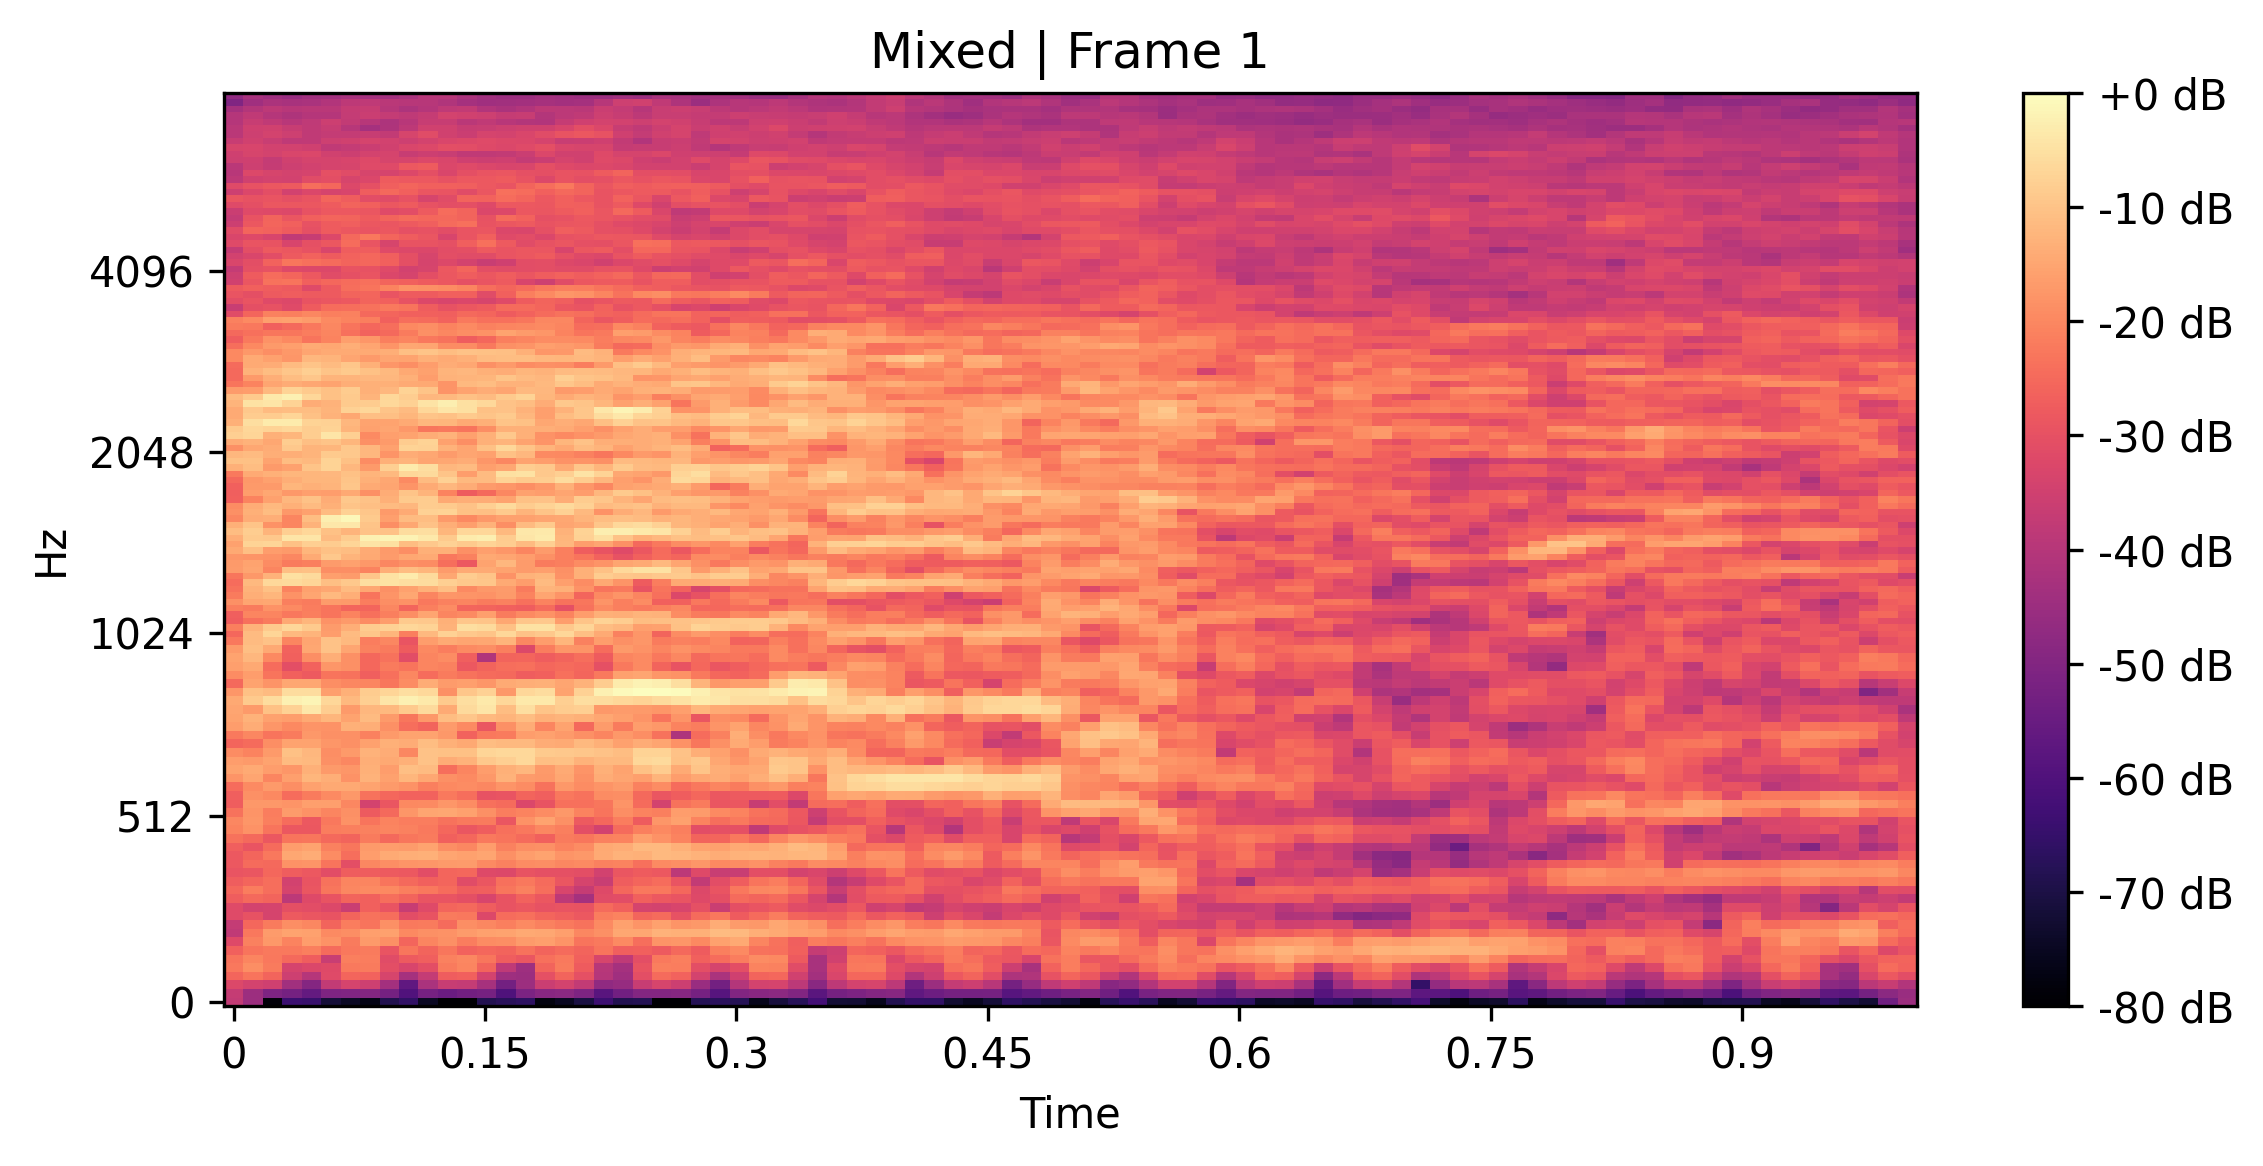 Mixed | Frame 1
+0 dB
-10 dB
-20 dB
-30 dB
-40 dB
-50 dB
-60 dB
-70 dB
-80 dB
Hz
4096
2048
1024
512
0
0 0.15 0.3 0.45 0.6 0.75 0.9
Time